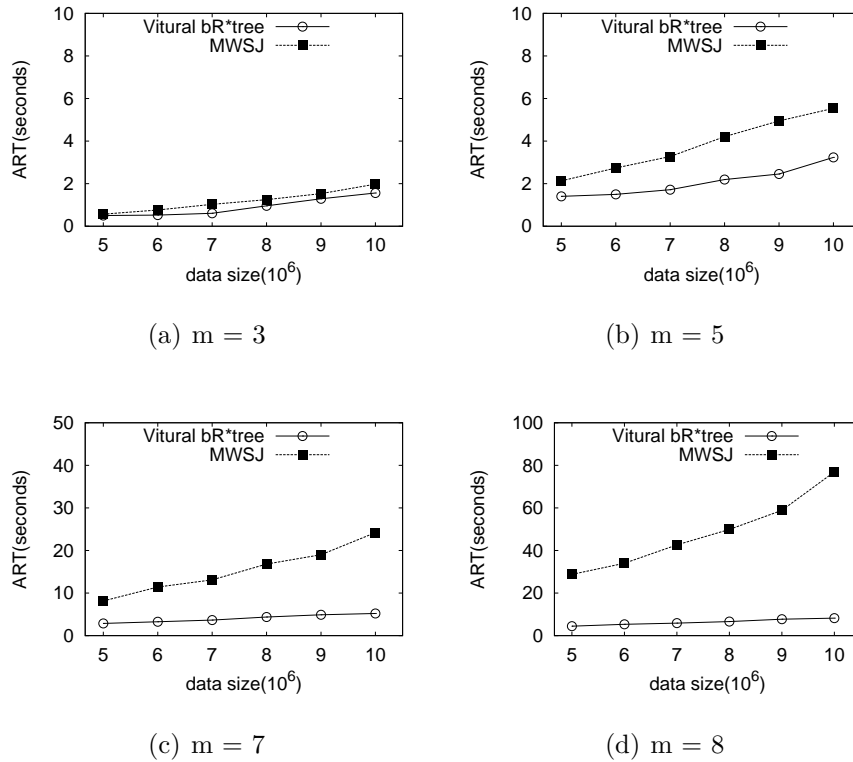 Vitural bR*tree
MWSJ
ART(seconds)
10
8
6
4
2
0
5 6 7 8 9 10
data size(10^6)
(a) m = 3
Vitural bR*tree
MWSJ
ART(seconds)
10
8
6
4
2
0
5 6 7 8 9 10
data size(10^6)
(b) m = 5
Vitural bR*tree
MWSJ
ART(seconds)
50
40
30
20
10
0
5 6 7 8 9 10
data size(10^6)
(c) m = 7
Vitural bR*tree
MWSJ
ART(seconds)
100
80
60
40
20
0
5 6 7 8 9 10
data size(10^6)
(d) m = 8